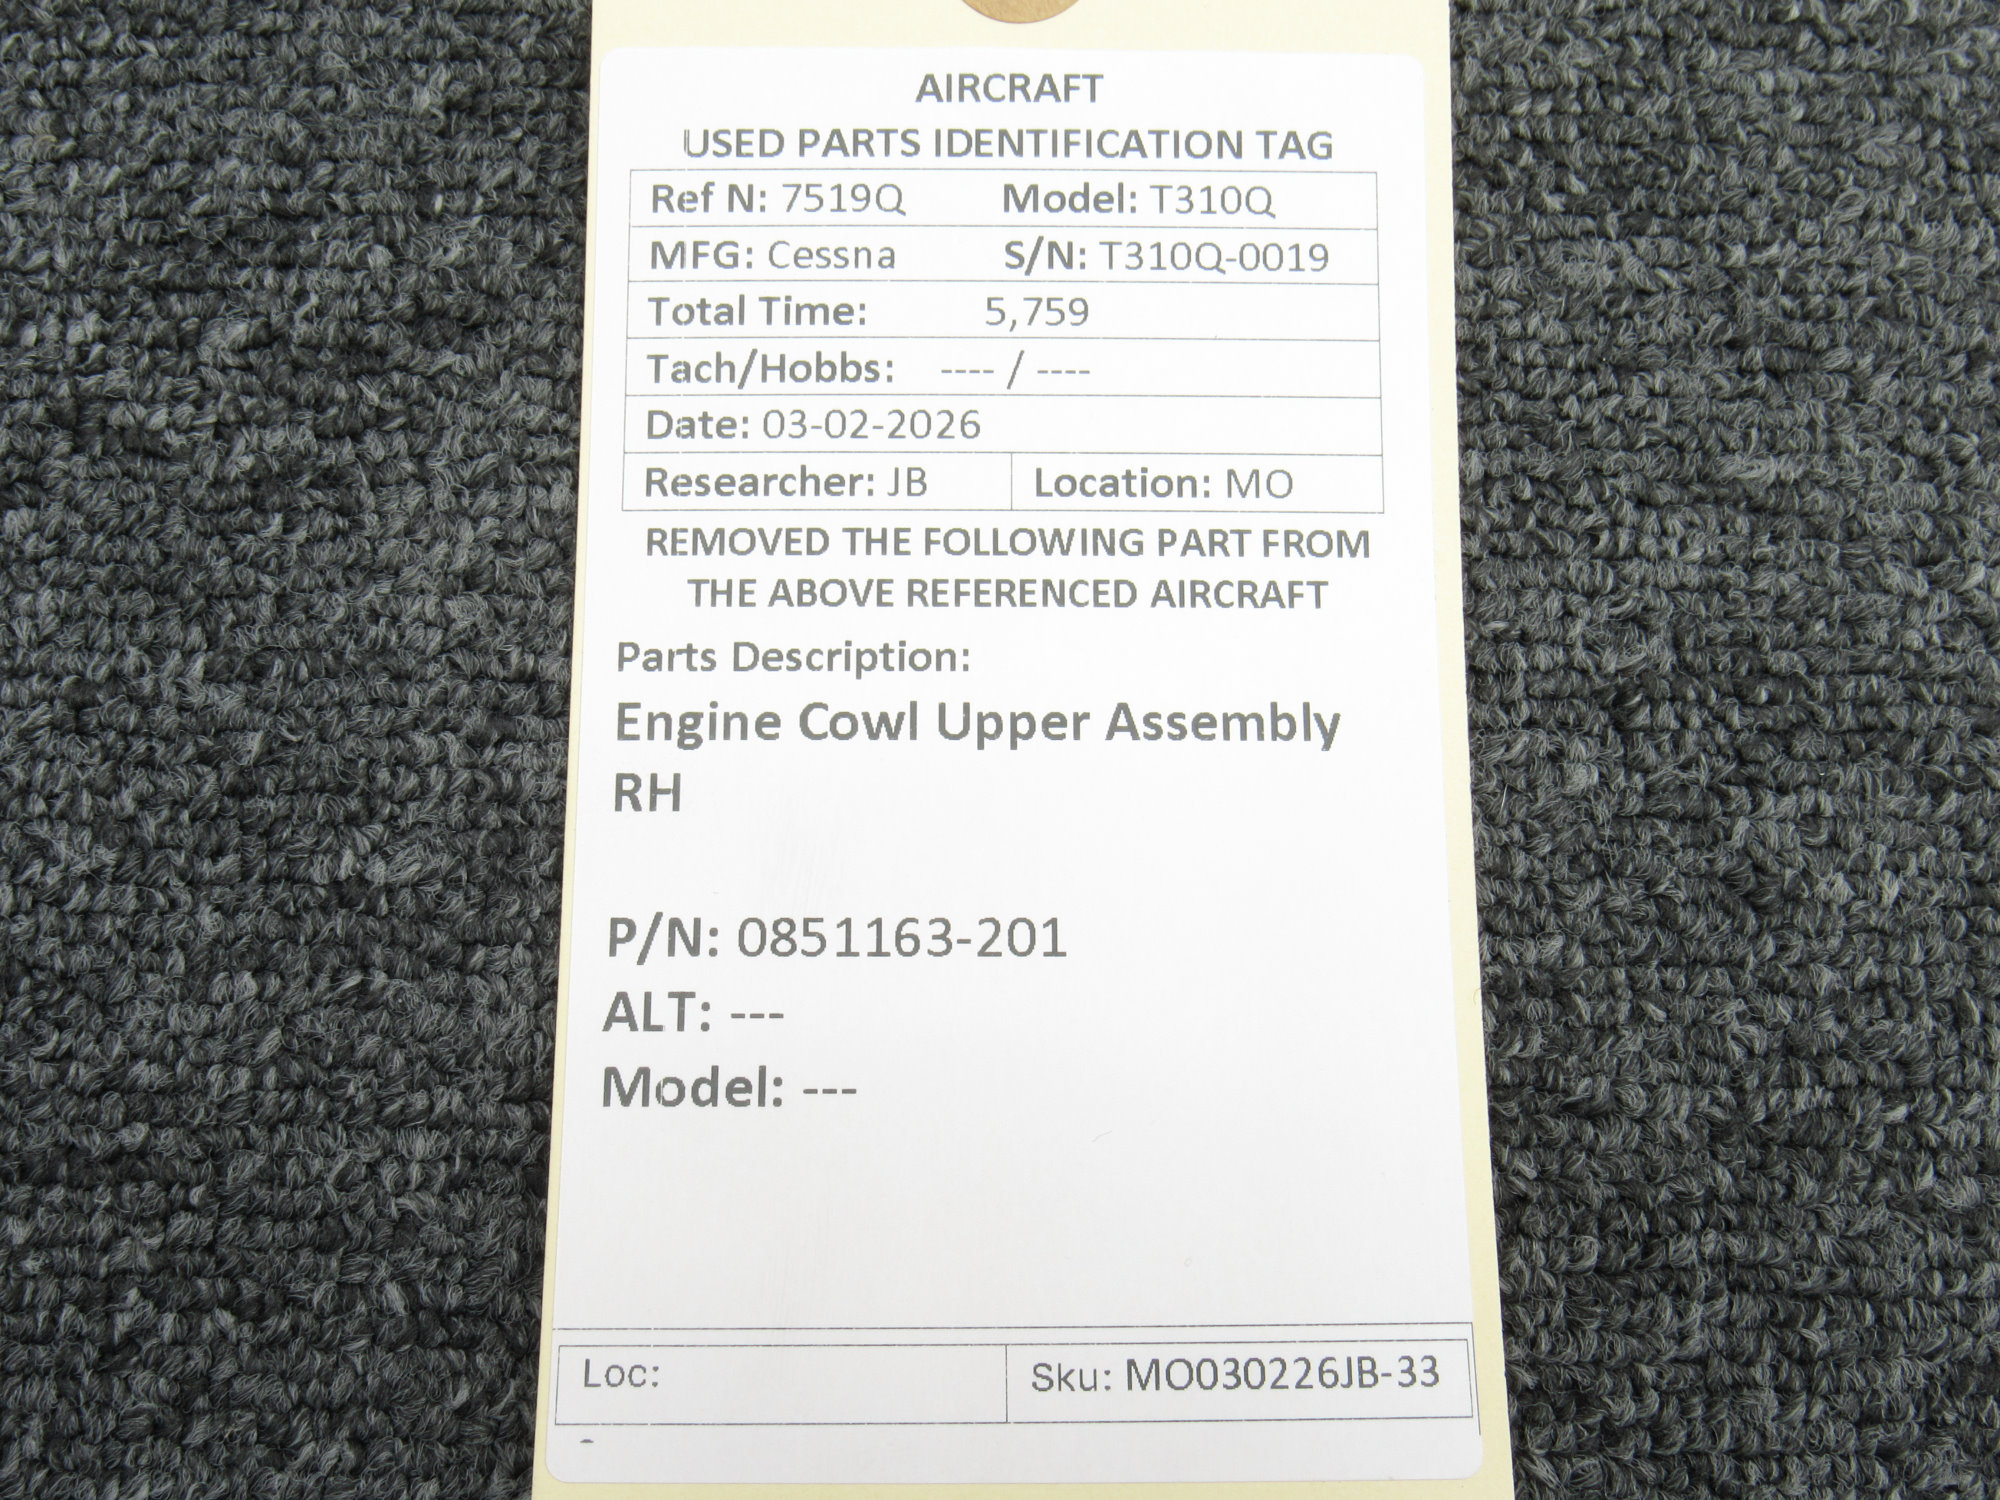 AIRCRAFT
USED PARTS IDENTIFICATION TAG
Ref N: 7519Q Model: T310Q
MFG: Cessna S/N: T310Q-0019
Total Time: 5,759
Tach/Hobbs: ---- / ----
Date: 03-02-2026
Researcher: JB Location: MO
REMOVED THE FOLLOWING PART FROM
THE ABOVE REFERENCED AIRCRAFT
Parts Description:
Engine Cowl Upper Assembly
RH
P/N: 0851163-201
ALT: ---
Model: ---
Loc: Sku: MO030226JB-33